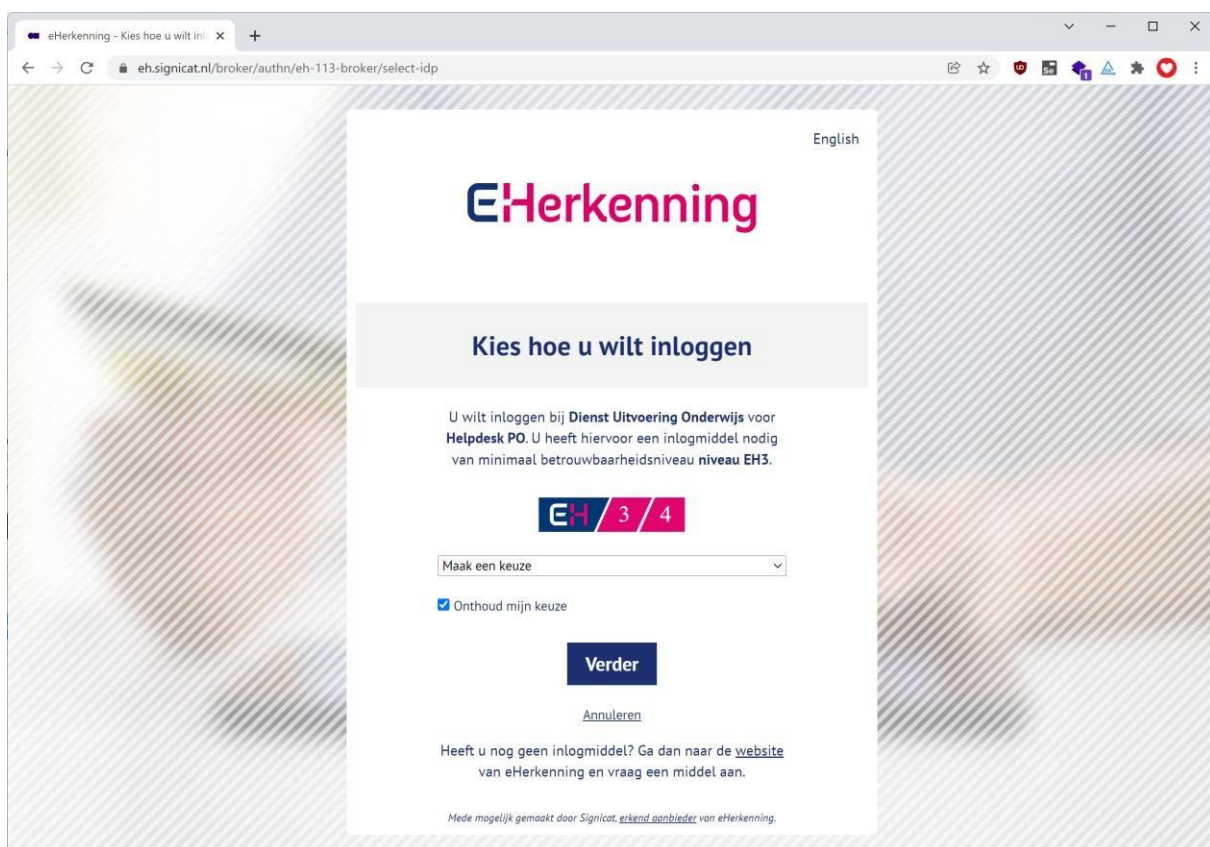 eHerkenning - Kies hoe u wilt inl
eh.signicat.nl/broker/authn/eh-113-broker/select-idp
Se
1
English
EHerkenning
Kies hoe u wilt inloggen
U wilt inloggen bij Dienst Uitvoering Onderwijs voor
Helpdesk PO. U heeft hiervoor een inlogmiddel nodig
van minimaal betrouwbaarheidsniveau niveau EH3.
EH / 3 / 4
Maak een keuze
Onthoud mijn keuze
Verder
Annuleren
Heeft u nog geen inlogmiddel? Ga dan naar de website
van eHerkenning en vraag een middel aan.
Mede mogelijk gemaakt door Signicat, erkend aanbieder van eHerkenning.